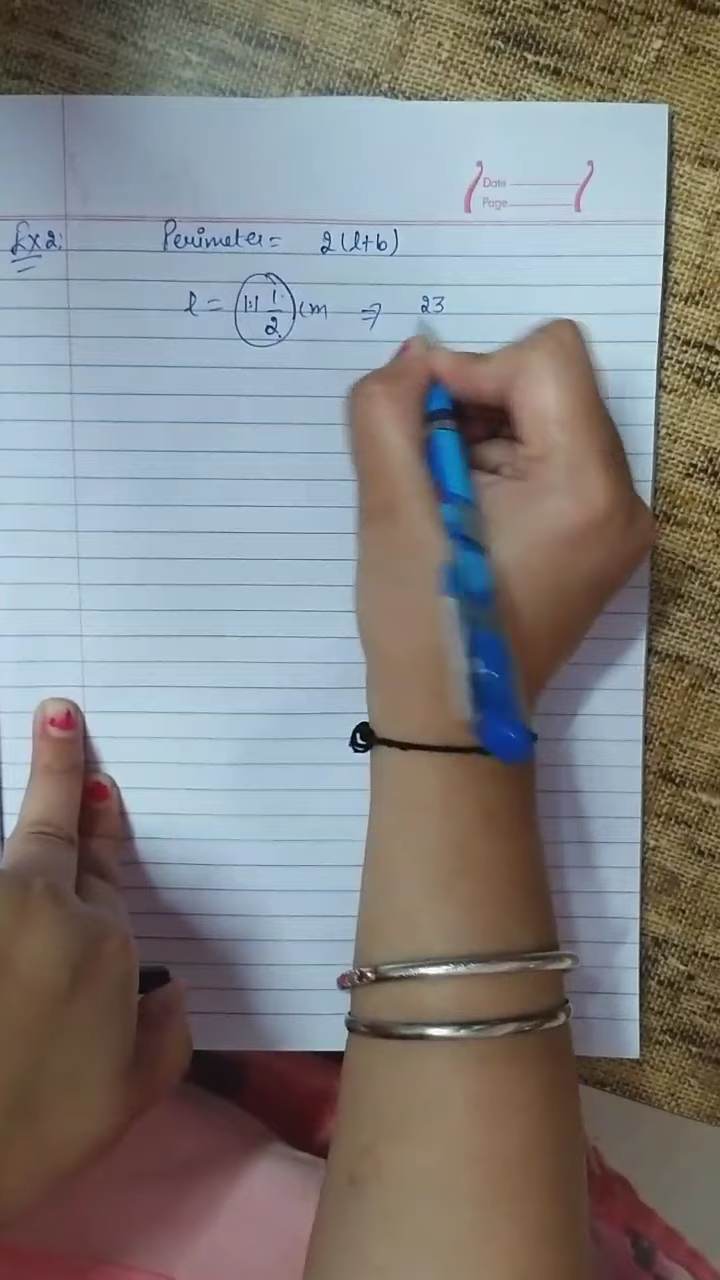 Date
Page
Ex 2: Perimeter = 2(l+b)
l = 11 1/2 cm ⇒ 23